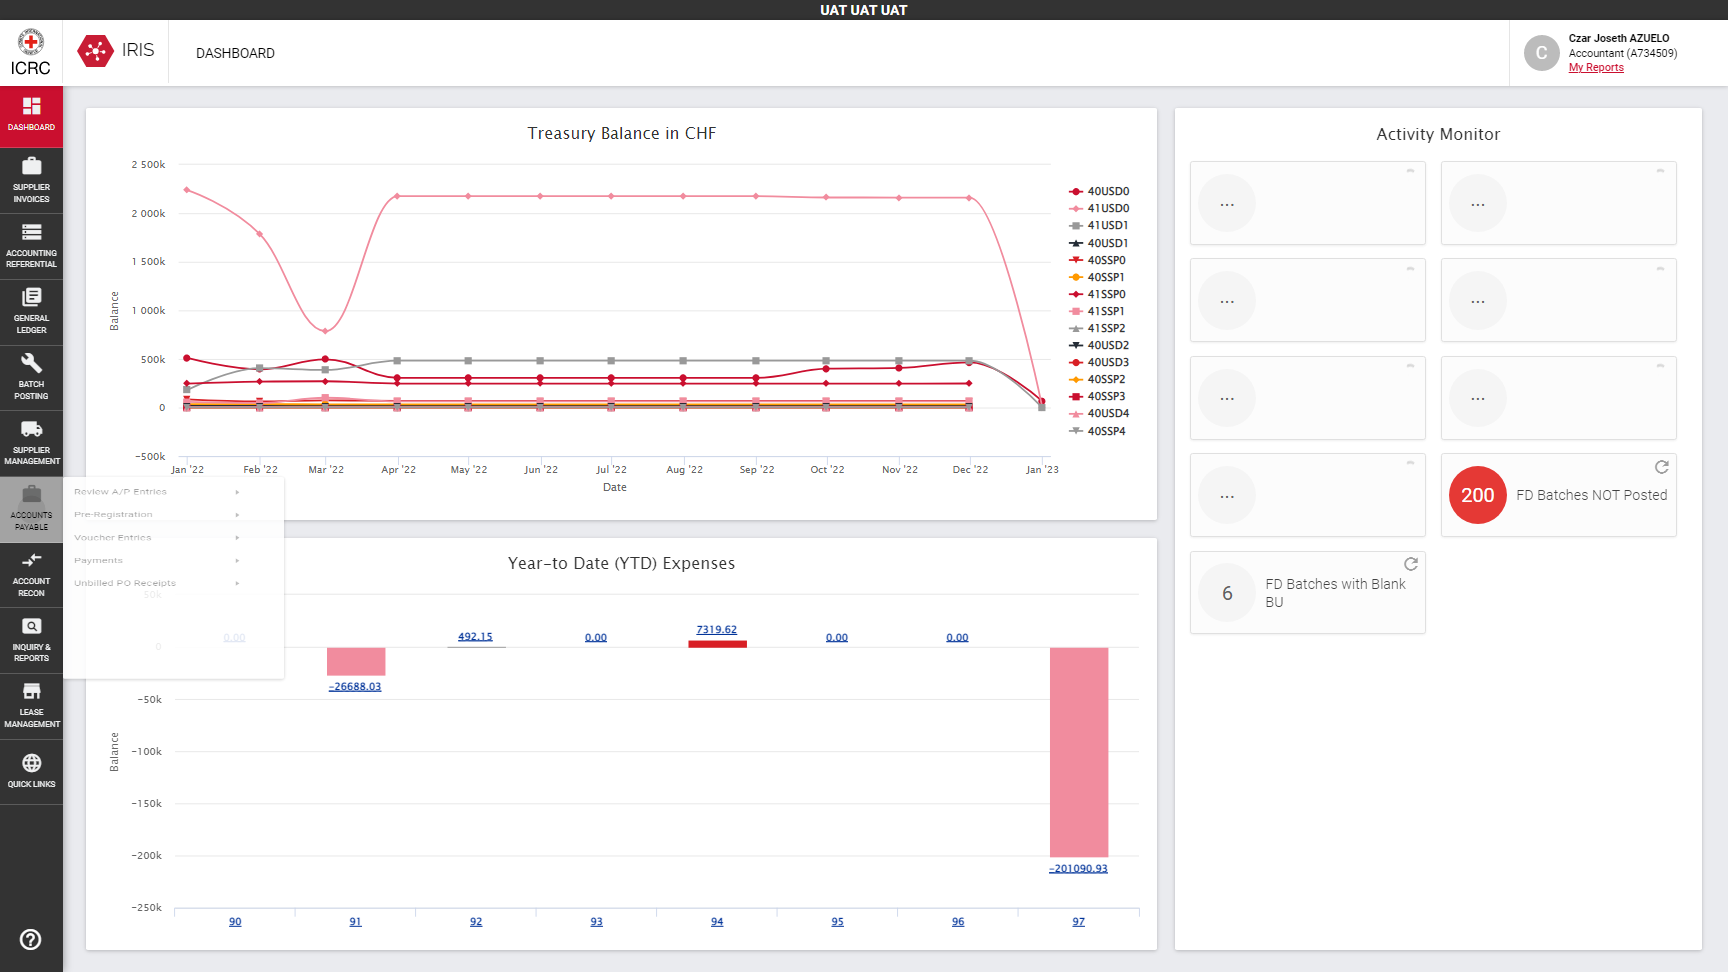 UAT UAT UAT
ICRC
IRIS
DASHBOARD
Czar Joseth AZUELO
Accountant (A734509)
My Reports
DASHBOARD
SUPPLIER
INVOICES
ACCOUNTING
REFERENTIAL
GENERAL
LEDGER
BATCH
POSTING
SUPPLIER
MANAGEMENT
ACCOUNTS
PAYABLE
ACCOUNT
RECON
INQUIRY &
REPORTS
LEASE
MANAGEMENT
QUICK LINKS
Review A/P Entries
Pre-Registration
Voucher Entries
Payments
Unbilled PO Receipts
Treasury Balance in CHF
2 500k
2 000k
1 500k
1 000k
500k
0
−500k
Balance
Jan '22
Feb '22
Mar '22
Apr '22
May '22
Jun '22
Jul '22
Aug '22
Sep '22
Oct '22
Nov '22
Dec '22
Jan '23
Date
40USD0
41USD0
41USD1
40USD1
40SSP0
40SSP1
41SSP0
41SSP1
41SSP2
40USD2
40USD3
40SSP2
40SSP3
40USD4
40SSP4
Year-to Date (YTD) Expenses
50k
0
−50k
−100k
−150k
−200k
−250k
Balance
0.00
−26688.03
492.15
0.00
7319.62
0.00
0.00
−201090.93
90
91
92
93
94
95
96
97
Activity Monitor
...
...
...
...
...
...
...
200
FD Batches NOT Posted
6
FD Batches with Blank
BU